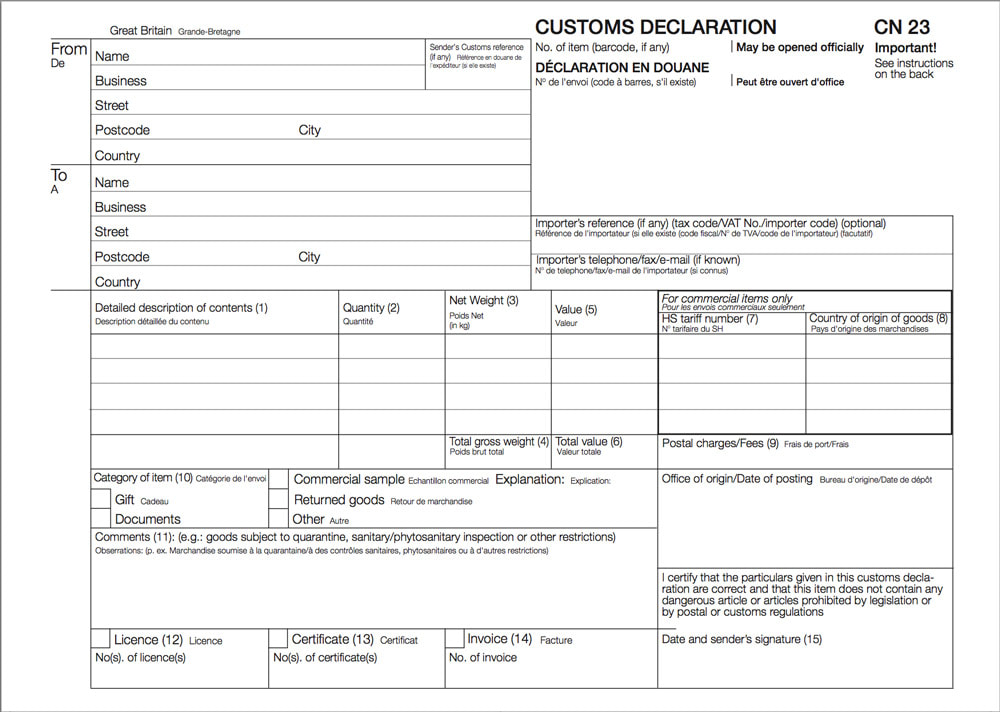 Great Britain Grande-Bretagne
CUSTOMS DECLARATION
CN 23
From
De
Name
Sender's Customs reference
(if any) Référence en douane de
l'expéditeur (si elle existe)
No. of item (barcode, if any)
May be opened officially
Important!
See instructions
on the back
DÉCLARATION EN DOUANE
N° de l'envoi (code à barres, s'il existe)
Peut être ouvert d'office
Business
Street
Postcode City
Country
To
A
Name
Business
Street
Postcode City
Country
Importer's reference (if any) (tax code/VAT No./importer code) (optional)
Référence de l'importateur (si elle existe (code fiscal/N° de TVA/code de l'importateur) (facutatif)
Importer's telephone/fax/e-mail (if known)
N° de telephone/fax/e-mail de l'importateur (si connus)
Detailed description of contents (1)
Description détaillée du contenu
Quantity (2)
Quantité
Net Weight (3)
Poids Net
(in kg)
Value (5)
Valeur
For commercial items only
Pour les envois commerciaux seulement
HS tariff number (7)
N° tarifaire du SH
Country of origin of goods (8)
Pays d'origine des marchandises
Total gross weight (4)
Poids brut total
Total value (6)
Valeur totale
Postal charges/Fees (9) Frais de port/Frais
Category of item (10) Catégorie de l'envoi
Commercial sample Echantillon commercial Explanation: Explication:
Gift Cadeau
Returned goods Retour de marchandise
Documents
Other Autre
Office of origin/Date of posting Bureau d'origine/Date de dépôt
Comments (11): (e.g.: goods subject to quarantine, sanitary/phytosanitary inspection or other restrictions)
Obserrations: (p. ex. Marchandise soumise à la quarantaine/à des contrôles sanitaires, phytosanitaires ou à d'autres restrictions)
I certify that the particulars given in this customs decla-
ration are correct and that this item does not contain any
dangerous article or articles prohibited by legislation or
by postal or customs regulations
Licence (12) Licence
No(s). of licence(s)
Certificate (13) Certificat
No(s). of certificate(s)
Invoice (14) Facture
No. of invoice
Date and sender's signature (15)